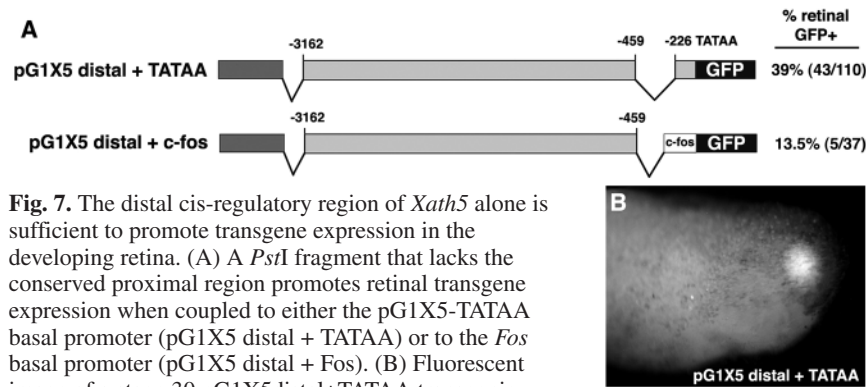 A
% retinal
GFP+
-3162
-459
-226 TATAA
pG1X5 distal + TATAA
GFP
39% (43/110)
-3162
-459
pG1X5 distal + c-fos
c-fos
GFP
13.5% (5/37)
Fig. 7. The distal cis-regulatory region of Xath5 alone is
sufficient to promote transgene expression in the
developing retina. (A) A PstI fragment that lacks the
conserved proximal region promotes retinal transgene
expression when coupled to either the pG1X5-TATAA
basal promoter (pG1X5 distal + TATAA) or to the Fos
basal promoter (pG1X5 distal + Fos). (B) Fluorescent
B
pG1X5 distal + TATAA